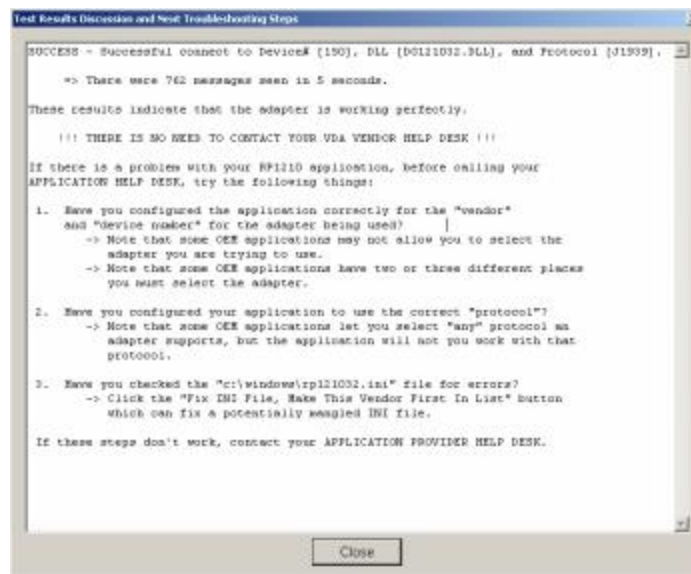 Test Results Discussion and Next Troubleshooting Steps
SUCCESS - Successful connect to Device# [150], DLL [DG121032.DLL], and Protocol [J1939].
=> There were 762 messages seen in 5 seconds.
These results indicate that the adapter is working perfectly.
!!! THERE IS NO NEED TO CONTACT YOUR VDA VENDOR HELP DESK !!!
If there is a problem with your RP1210 application, before calling your
APPLICATION HELP DESK, try the following things:
1. Have you configured the application correctly for the "vendor"
and "device number" for the adapter being used?
-> Note that some OEM applications may not allow you to select the
adapter you are trying to use.
-> Note that some OEM applications have two or three different places
you must select the adapter.
2. Have you configured your application to use the correct "protocol"?
-> Note that some OEM applications let you select "any" protocol an
adapter supports, but the application will not you work with that
protocol.
3. Have you checked the "c:\windows\rp121032.ini" file for errors?
-> Click the "Fix INI File, Make This Vendor First In List" button
which can fix a potentially mangled INI file.
If these steps don't work, contact your APPLICATION PROVIDER HELP DESK.
Close